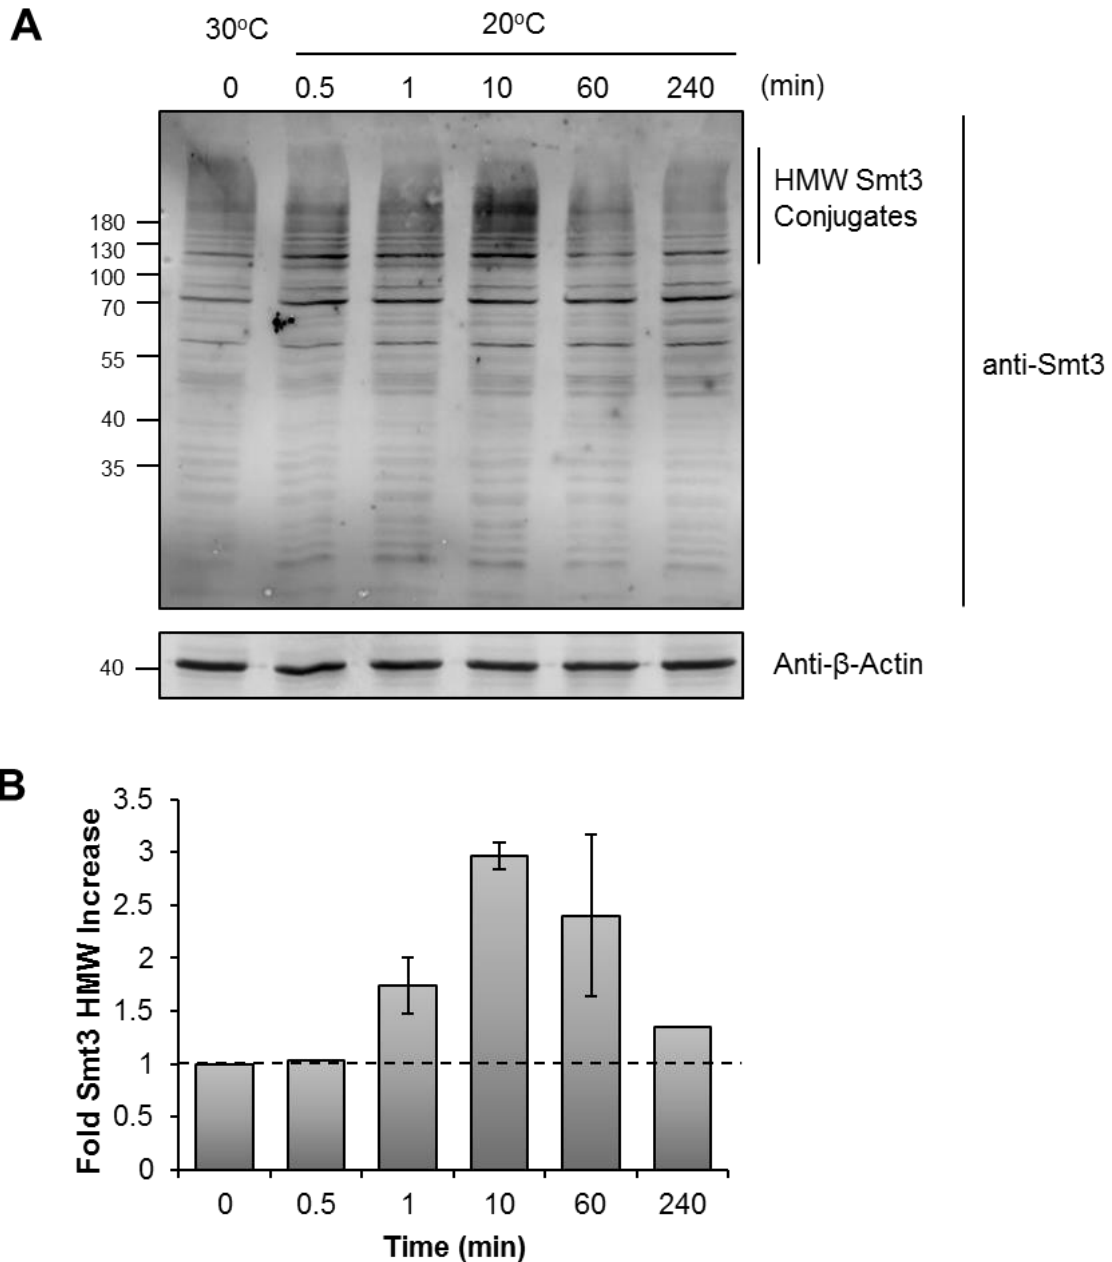 A
30°C 20°C
0 0.5 1 10 60 240 (min)
HMW Smt3
Conjugates
180
130
100
70
55
40
35
anti-Smt3
40
Anti-β-Actin
B
Fold Smt3 HMW Increase
3.5
3
2.5
2
1.5
1
0.5
0
0 0.5 1 10 60 240
Time (min)